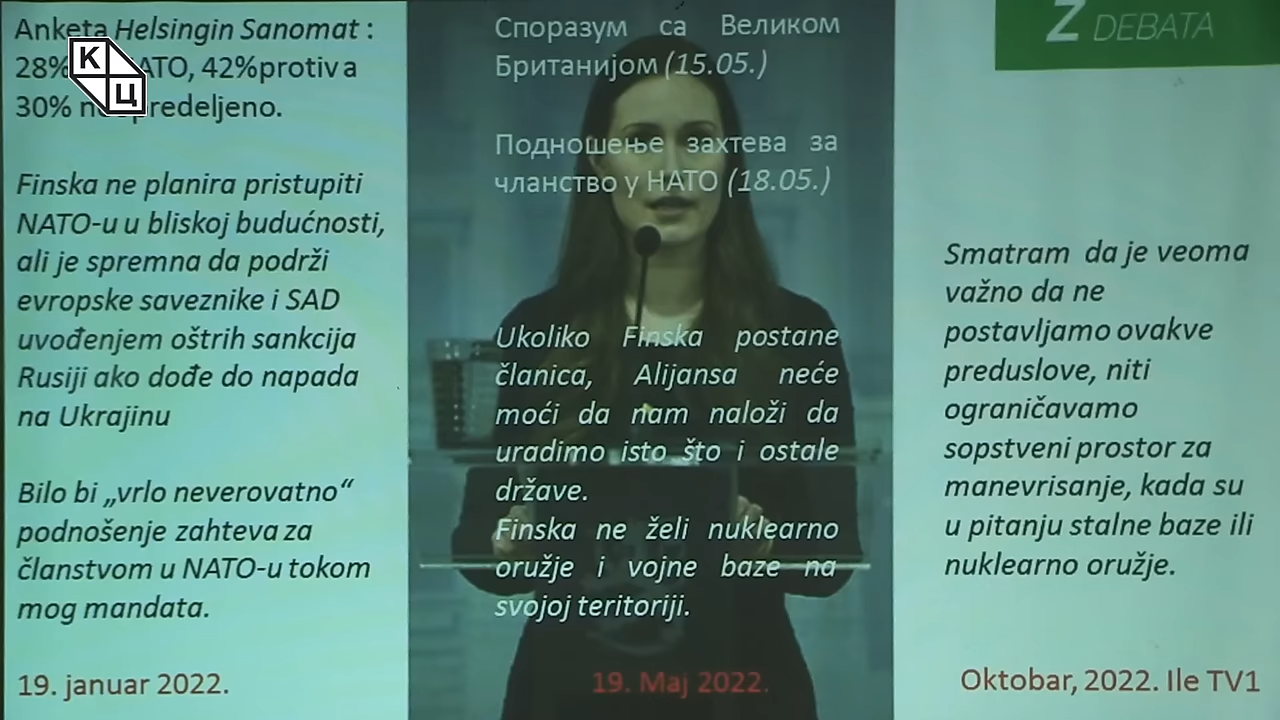 Anketa Helsingin Sanomat :
28% ATO, 42%protiv a
30% redeljeno.
Finska ne planira pristupiti
NATO-u u bliskoj budućnosti,
ali je spremna da podrži
evropske saveznike i SAD
uvođenjem oštrih sankcija
Rusiji ako dođe do napada
na Ukrajinu
Bilo bi „vrlo neverovatno“
podnošenje zahteva za
članstvom u NATO-u tokom
mog mandata.
19. januar 2022.
К
Ц
Споразум са Великом
Британијом (15.05.)
Подношење захтева за
чланство у НАТО (18.05.)
Ukoliko Finska postane
članica, Alijansa neće
moći da nam naloži da
uradimo isto što i ostale
države.
Finska ne želi nuklearno
oružje i vojne baze na
svojoj teritoriji.
19. Maj 2022.
Z DEBATA
Smatram da je veoma
važno da ne
postavljamo ovakve
preduslove, niti
ograničavamo
sopstveni prostor za
manevrisanje, kada su
u pitanju stalne baze ili
nuklearno oružje.
Oktobar, 2022. Ile TV1